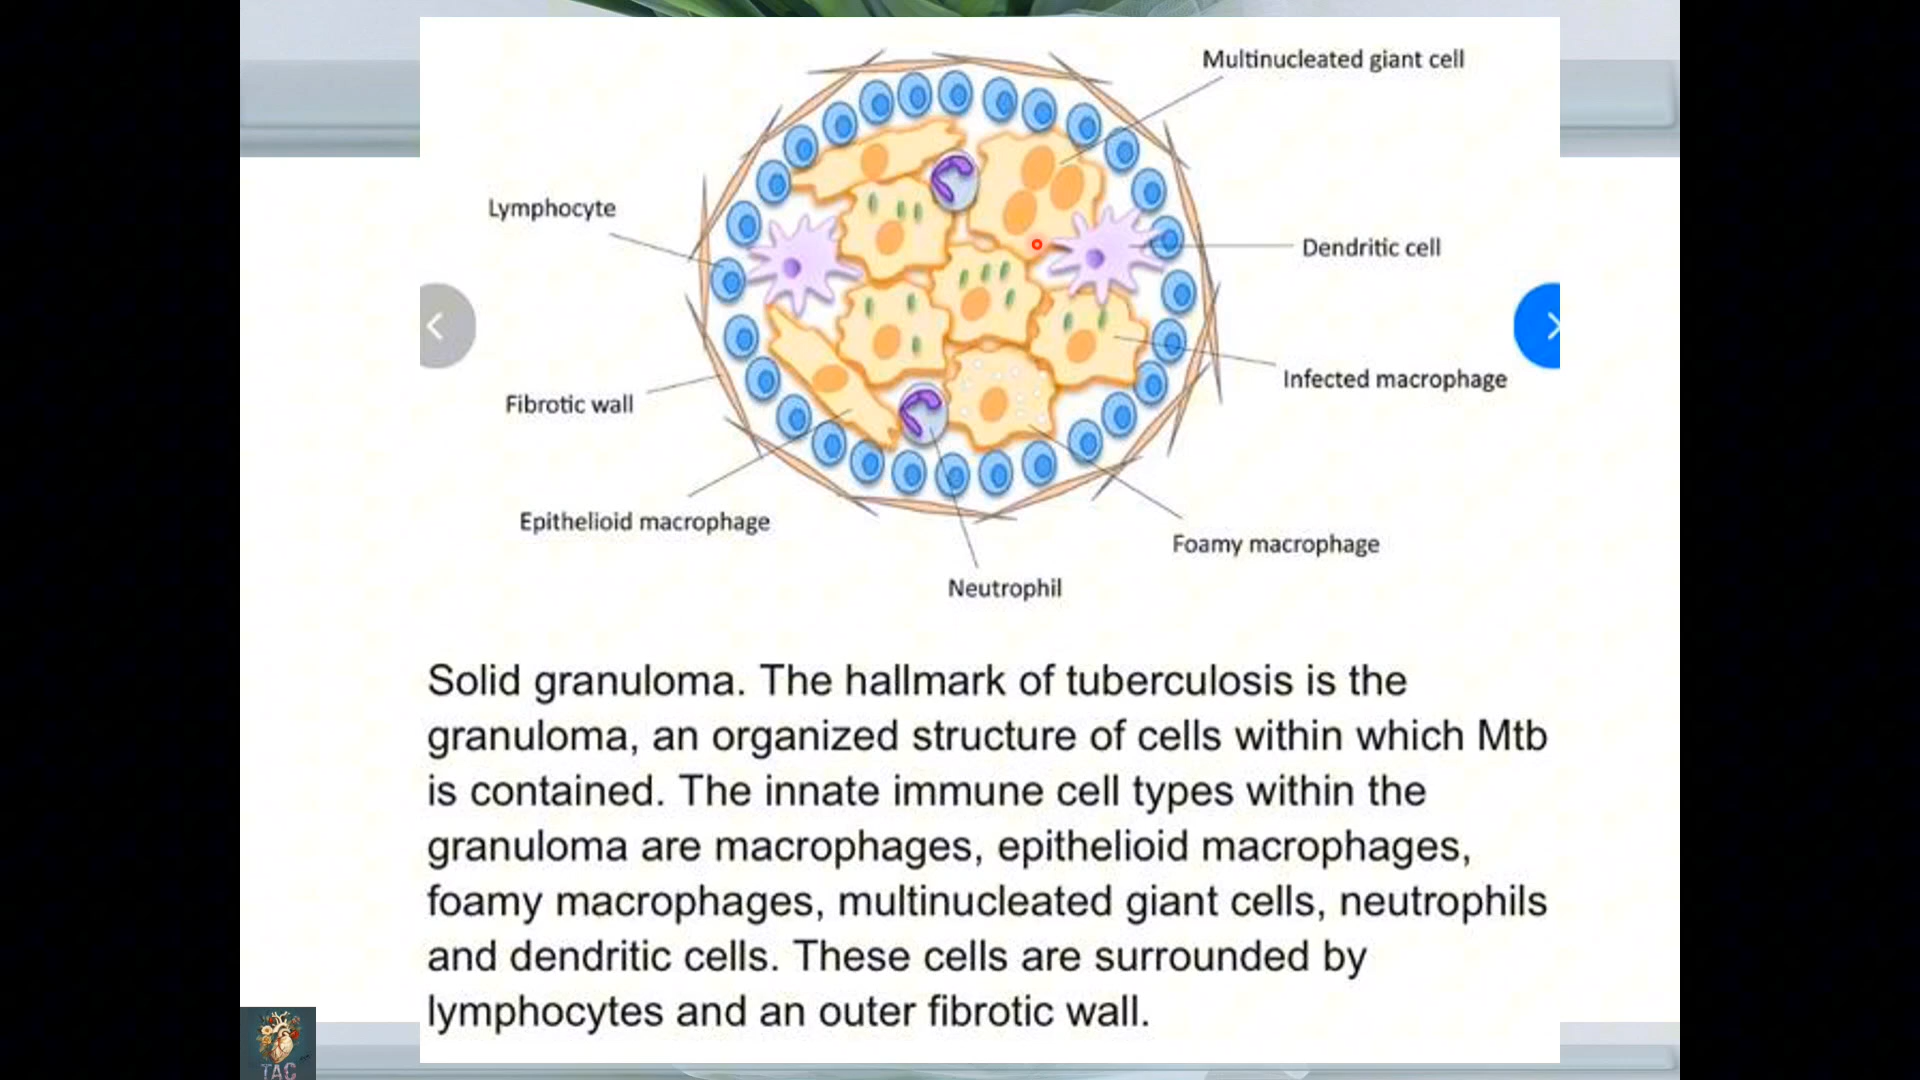 Multinucleated giant cell
Lymphocyte
Dendritic cell
Infected macrophage
Fibrotic wall
Epithelioid macrophage
Foamy macrophage
Neutrophil
Solid granuloma. The hallmark of tuberculosis is the
granuloma, an organized structure of cells within which Mtb
is contained. The innate immune cell types within the
granuloma are macrophages, epithelioid macrophages,
foamy macrophages, multinucleated giant cells, neutrophils
and dendritic cells. These cells are surrounded by
lymphocytes and an outer fibrotic wall.
TAC